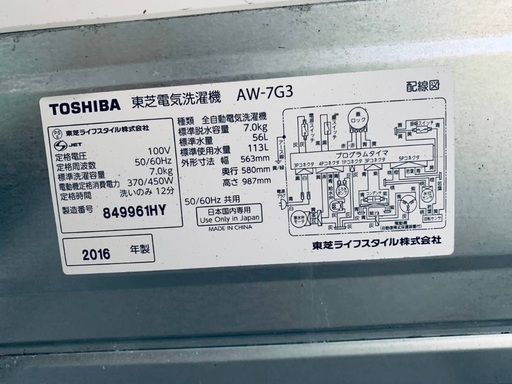 TOSHIBA 東芝電気洗濯機 AW-7G3
配線図
東芝ライフスタイル株式会社
JET
定格電圧 100V
定格周波数 50/60Hz
標準洗濯容量 7.0kg
電動機定格消費電力 370/450W
定格時間 洗いのみ 12分
製造番号 849961HY
2016 年製
種類 全自動電気洗濯機
標準脱水容量 7.0kg
標準水量 56L
標準使用水量 113L
外形寸法 幅 563mm
奥行 580mm
高さ 987mm
50/60Hz 共用
日本国内専用
Use Only in Japan
MADE IN CHINA
ロック
プログラムタイマ
東芝ライフスタイル株式会社